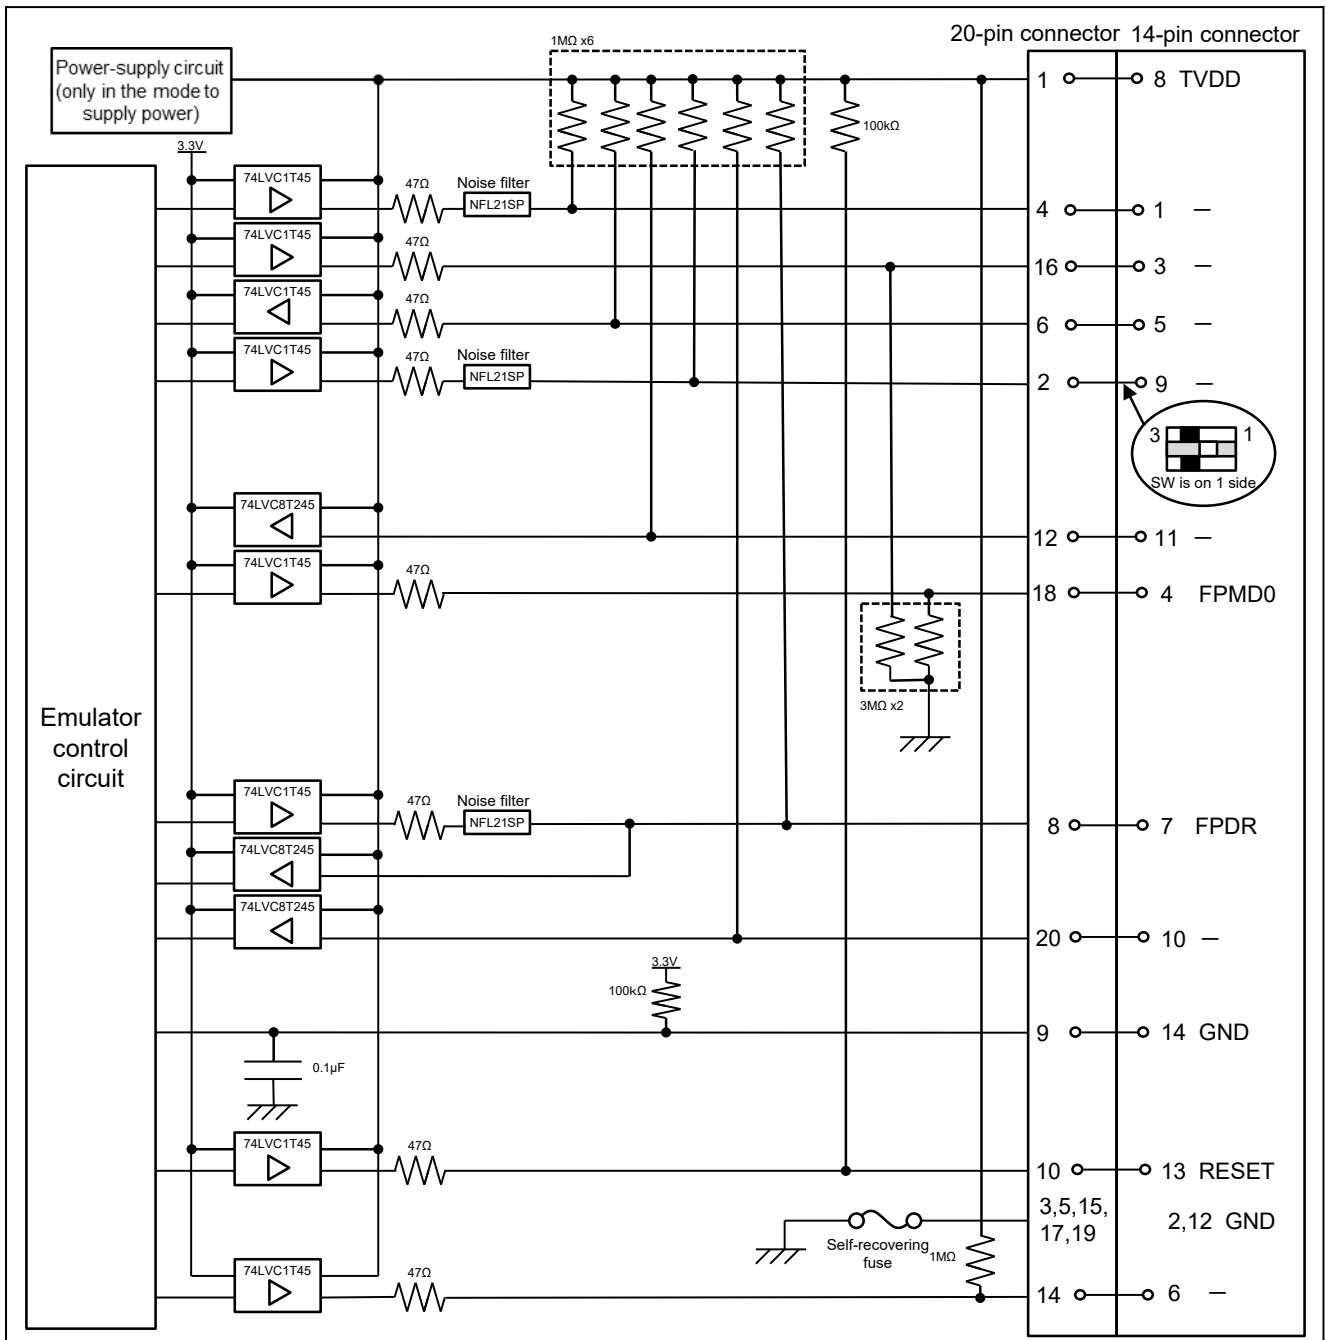 20-pin connector 14-pin connector
1MΩ x6
Power-supply circuit
(only in the mode to
supply power)
1 8 TVDD
100kΩ
3.3V
74LVC1T45
47Ω
Noise filter
NFL21SP
4 1 —
74LVC1T45
47Ω
16 3 —
74LVC1T45
47Ω
6 5 —
74LVC1T45
47Ω
Noise filter
NFL21SP
2 9 —
3 1
SW is on 1 side
74LVC8T245
12 11 —
74LVC1T45
47Ω
18 4 FPMD0
3MΩ x2
Emulator
control
circuit
74LVC1T45
47Ω
Noise filter
NFL21SP
8 7 FPDR
74LVC8T245
74LVC8T245
20 10 —
3.3V
100kΩ
9 14 GND
0.1µF
74LVC1T45
47Ω
10 13 RESET
3,5,15,
17,19
2,12 GND
Self-recovering
fuse
1MΩ
74LVC1T45
47Ω
14 6 —